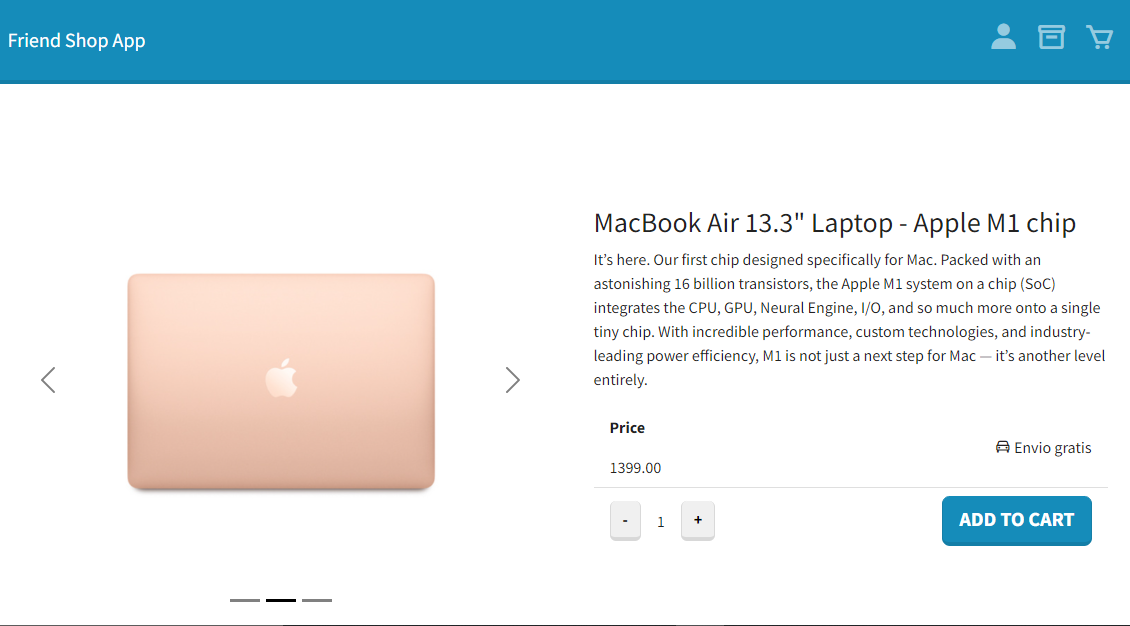 Friend Shop App
MacBook Air 13.3" Laptop - Apple M1 chip
It’s here. Our first chip designed specifically for Mac. Packed with an
astonishing 16 billion transistors, the Apple M1 system on a chip (SoC)
integrates the CPU, GPU, Neural Engine, I/O, and so much more onto a single
tiny chip. With incredible performance, custom technologies, and industry-
leading power efficiency, M1 is not just a next step for Mac — it’s another level
entirely.
Price
Envio gratis
1399.00
- 1 +
ADD TO CART